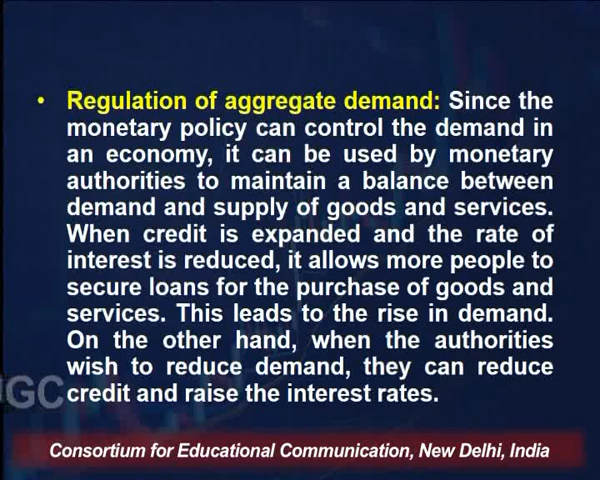 • Regulation of aggregate demand: Since the
monetary policy can control the demand in
an economy, it can be used by monetary
authorities to maintain a balance between
demand and supply of goods and services.
When credit is expanded and the rate of
interest is reduced, it allows more people to
secure loans for the purchase of goods and
services. This leads to the rise in demand.
On the other hand, when the authorities
wish to reduce demand, they can reduce
credit and raise the interest rates.
GC
Consortium for Educational Communication, New Delhi, India